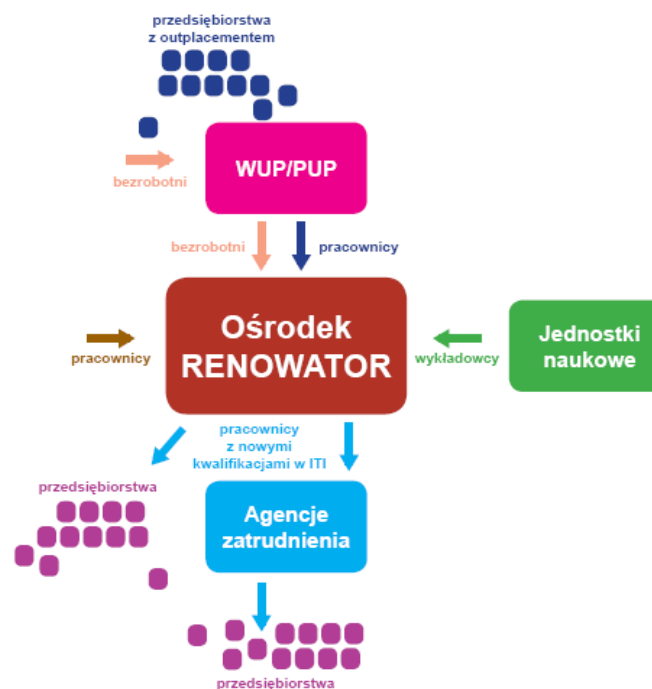 przedsiębiorstwa
z outplacementem
WUP/PUP
bezrobotni
bezrobotni
pracownicy
Ośrodek
RENOWATOR
pracownicy
wykładowcy
Jednostki
naukowe
pracownicy
z nowymi
kwalifikacjami w ITI
przedsiębiorstwa
Agencje
zatrudnienia
przedsiębiorstwa